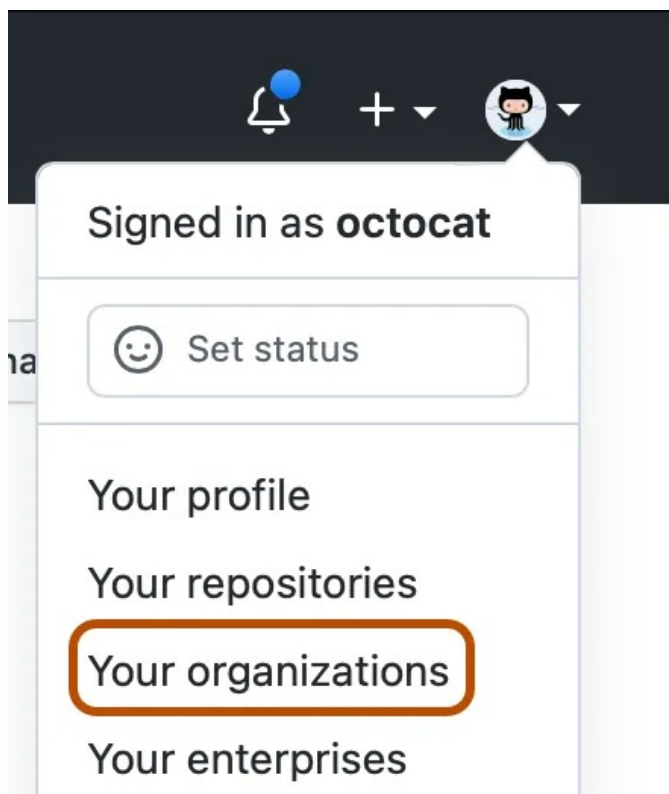 Signed in as octocat
Set status
Your profile
Your repositories
Your organizations
Your enterprises